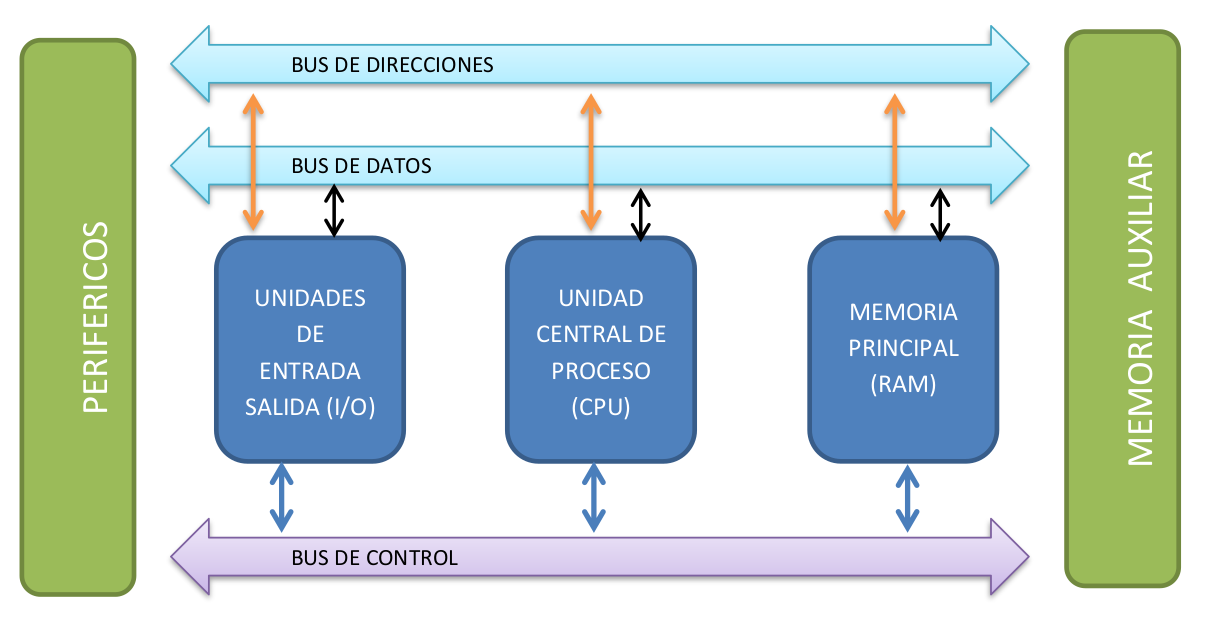 BUS DE DIRECCIONES
BUS DE DATOS
PERIFERICOS
UNIDADES
DE
ENTRADA
SALIDA (I/O)
UNIDAD
CENTRAL DE
PROCESO
(CPU)
MEMORIA
PRINCIPAL
(RAM)
MEMORIA AUXILIAR
BUS DE CONTROL